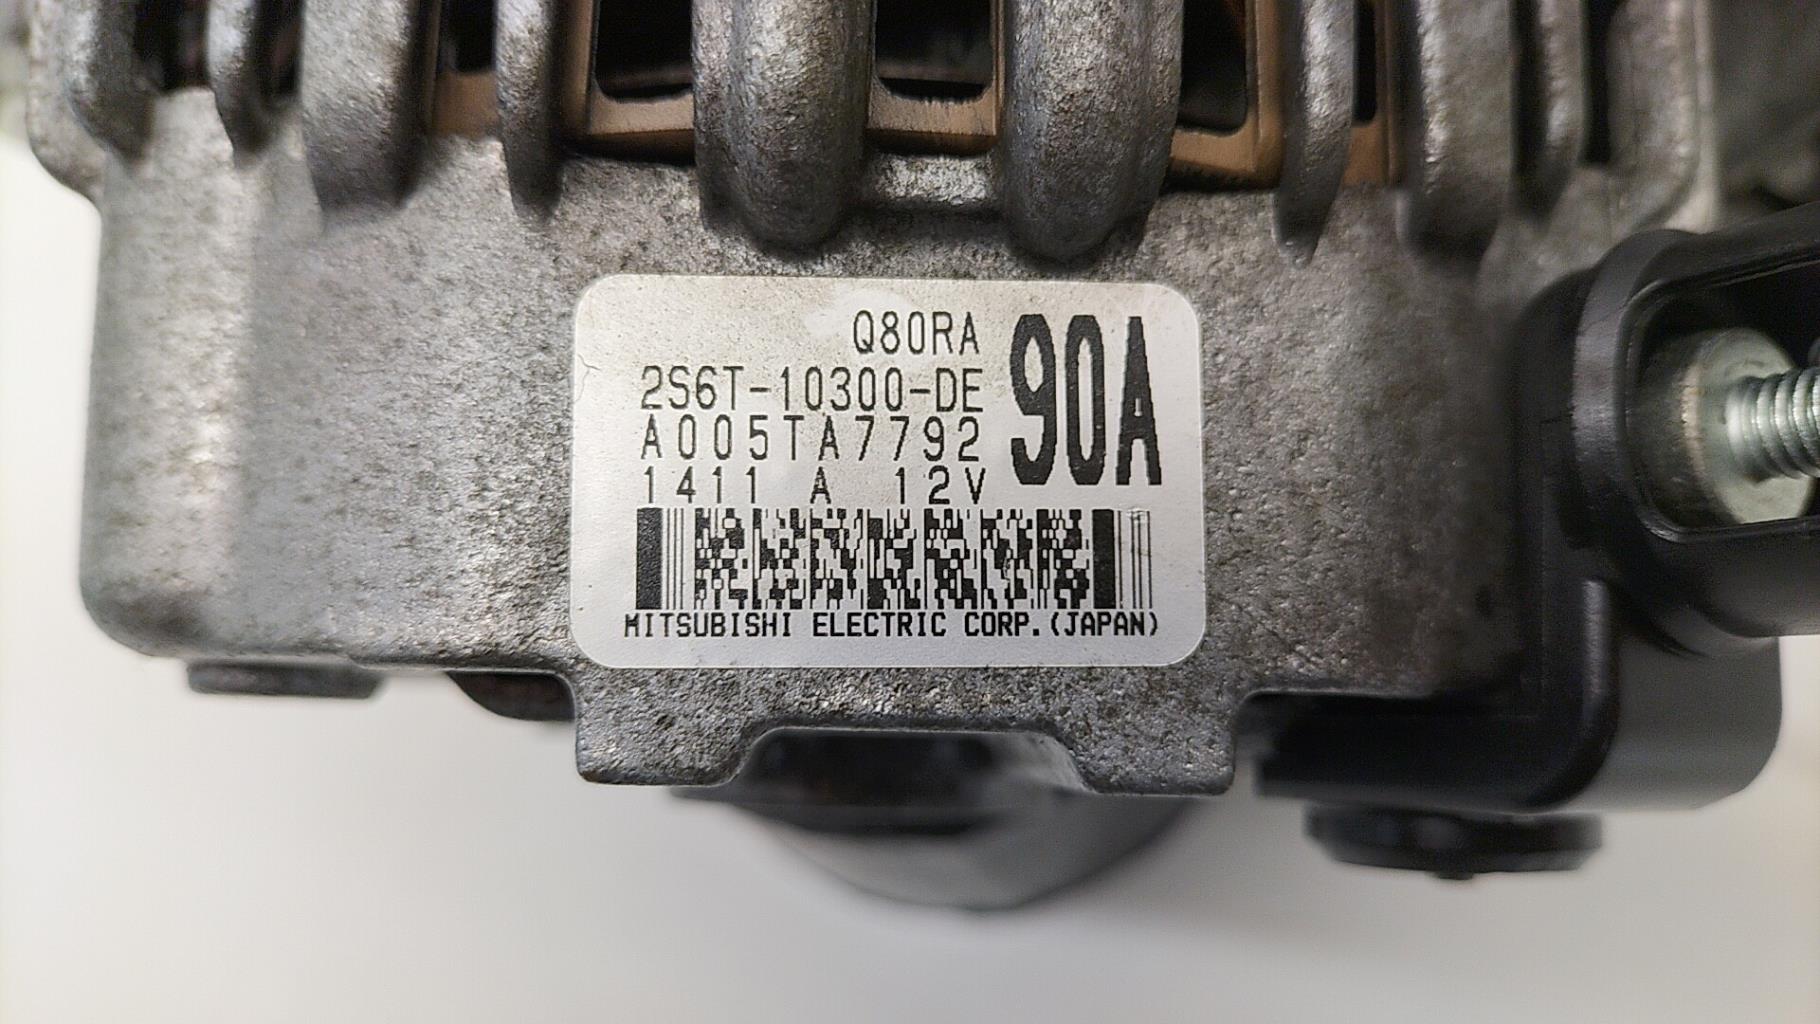 Q80RA
2S6T-10300-DE 90A
A005TA7792
1411 A 12V
MITSUBISHI ELECTRIC CORP.(JAPAN)